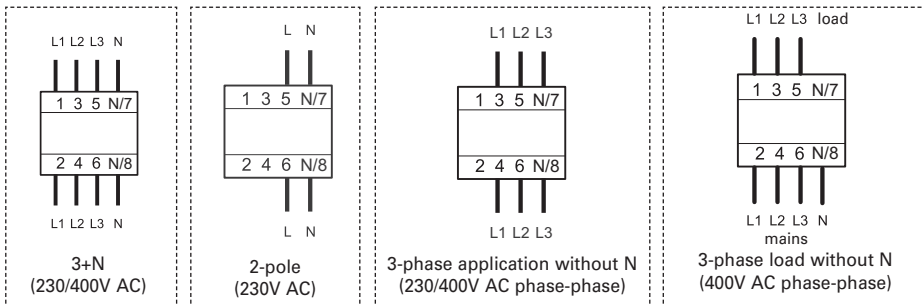 L1 L2 L3 N
1 3 5 N/7
2 4 6 N/8
L1 L2 L3 N
3+N
(230/400V AC)
L N
1 3 5 N/7
2 4 6 N/8
L N
2-pole
(230V AC)
L1 L2 L3
1 3 5 N/7
2 4 6 N/8
L1 L2 L3
3-phase application without N
(230/400V AC phase-phase)
L1 L2 L3 load
1 3 5 N/7
2 4 6 N/8
L1 L2 L3 N
mains
3-phase load without N
(400V AC phase-phase)